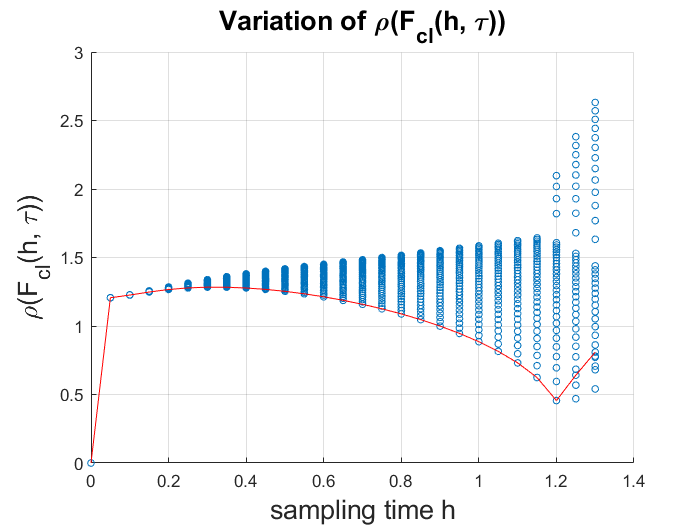 Variation of ρ(F_cl(h, τ))
ρ(F_cl(h, τ))
3
2.5
2
1.5
1
0.5
0
0 0.2 0.4 0.6 0.8 1 1.2 1.4
sampling time h